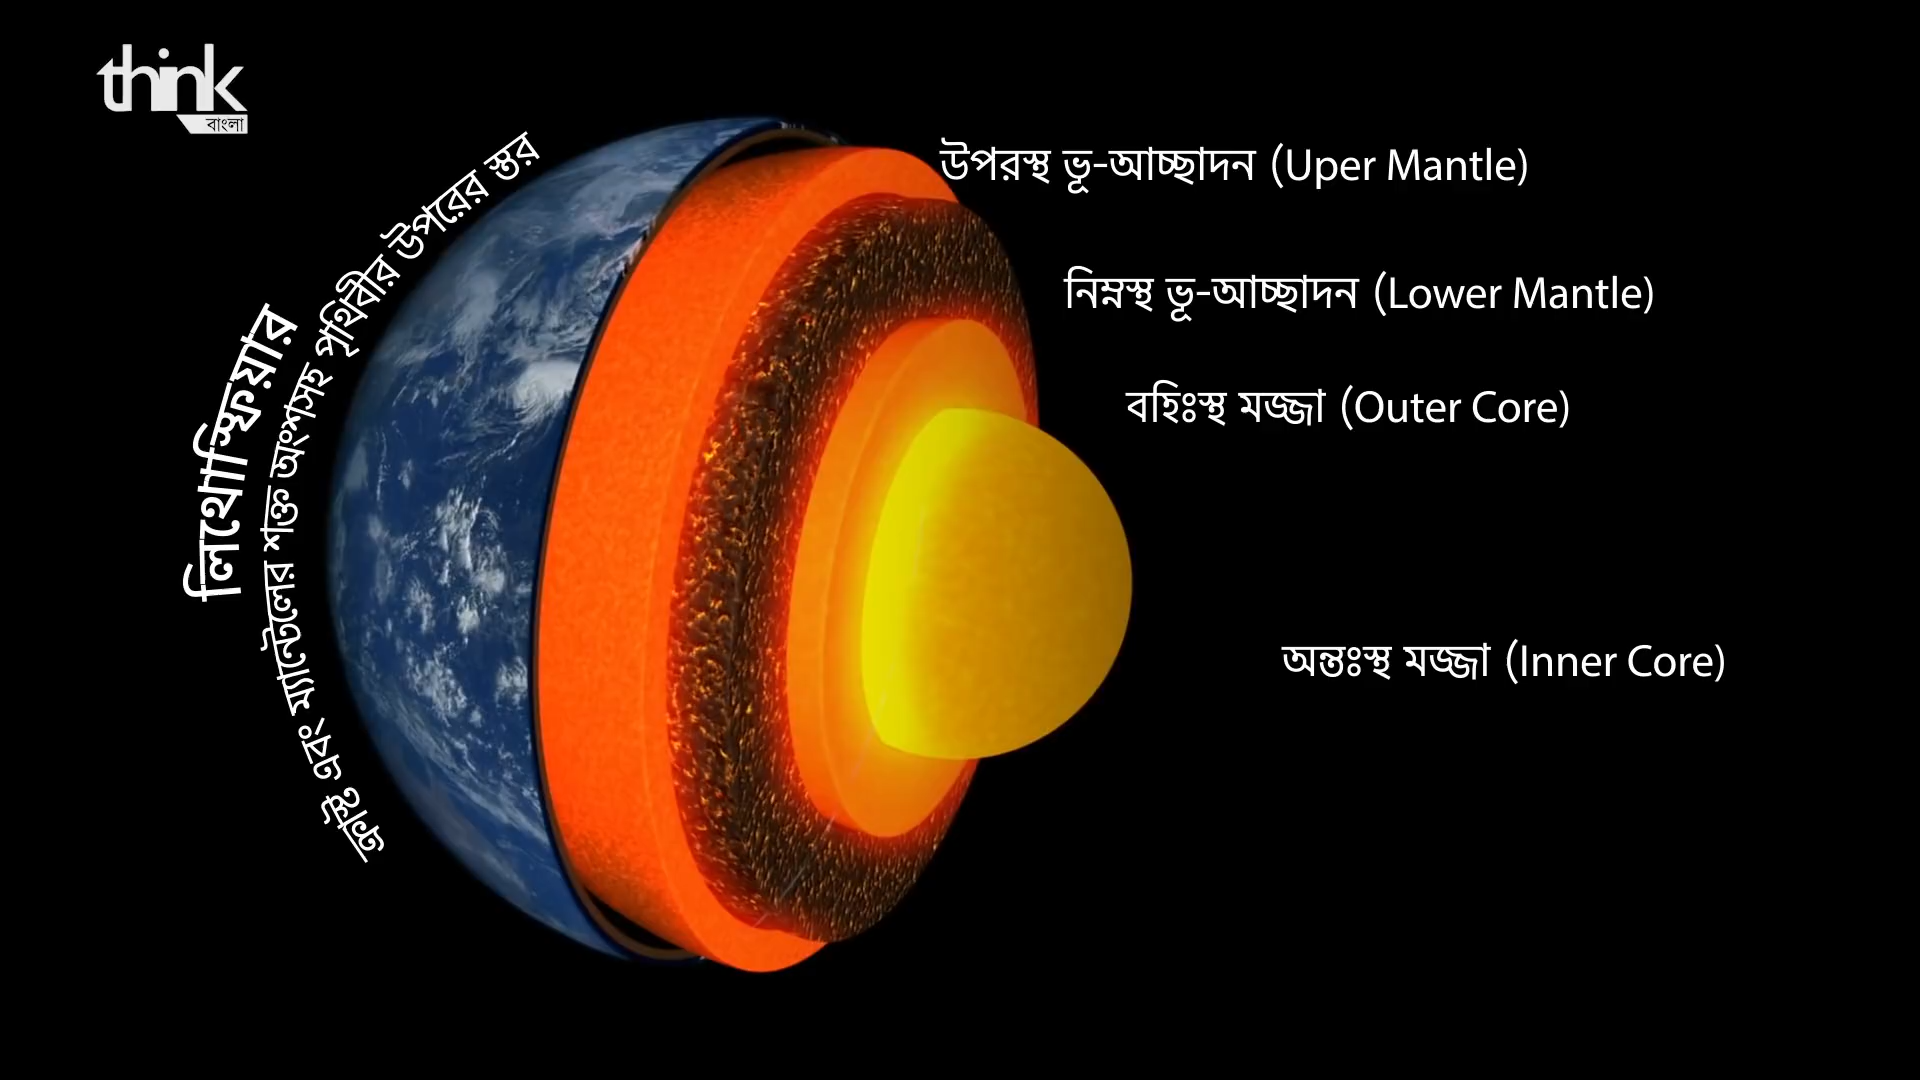 think
বাংলা
লিথোস্ফিয়ার
ক্রাস্ট এবং ম্যান্টেলের শক্ত অংশসহ পৃথিবীর উপরের স্তর
উপরস্থ ভূ-আচ্ছাদন (Uper Mantle)
নিম্নস্থ ভূ-আচ্ছাদন (Lower Mantle)
বহিঃস্থ মজ্জা (Outer Core)
অন্তঃস্থ মজ্জা (Inner Core)